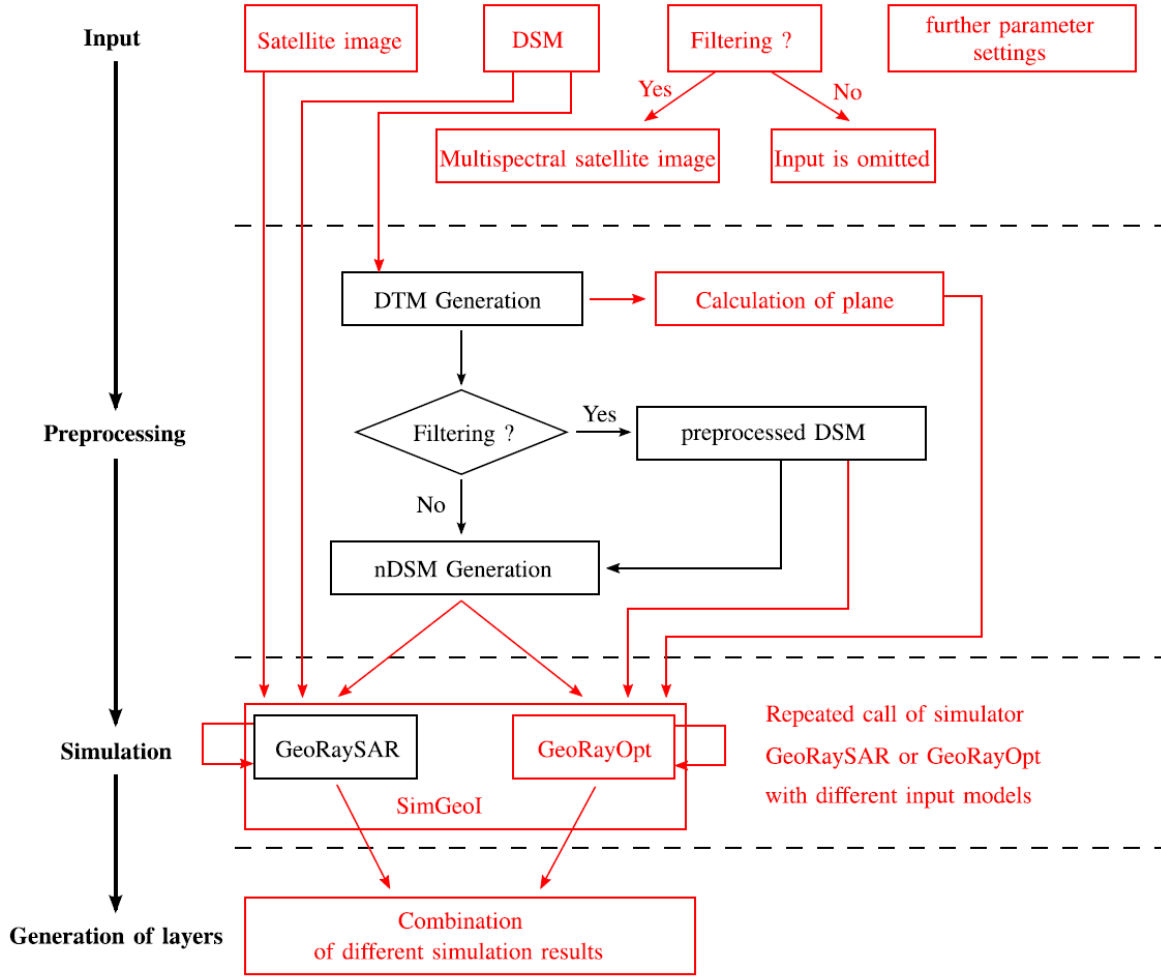 Input
Satellite image
DSM
Filtering ?
further parameter
settings
Yes
No
Multispectral satellite image
Input is omitted
DTM Generation
Calculation of plane
Preprocessing
Filtering ?
Yes
preprocessed DSM
No
nDSM Generation
Simulation
GeoRaySAR
GeoRayOpt
SimGeoI
Repeated call of simulator
GeoRaySAR or GeoRayOpt
with different input models
Generation of layers
Combination
of different simulation results